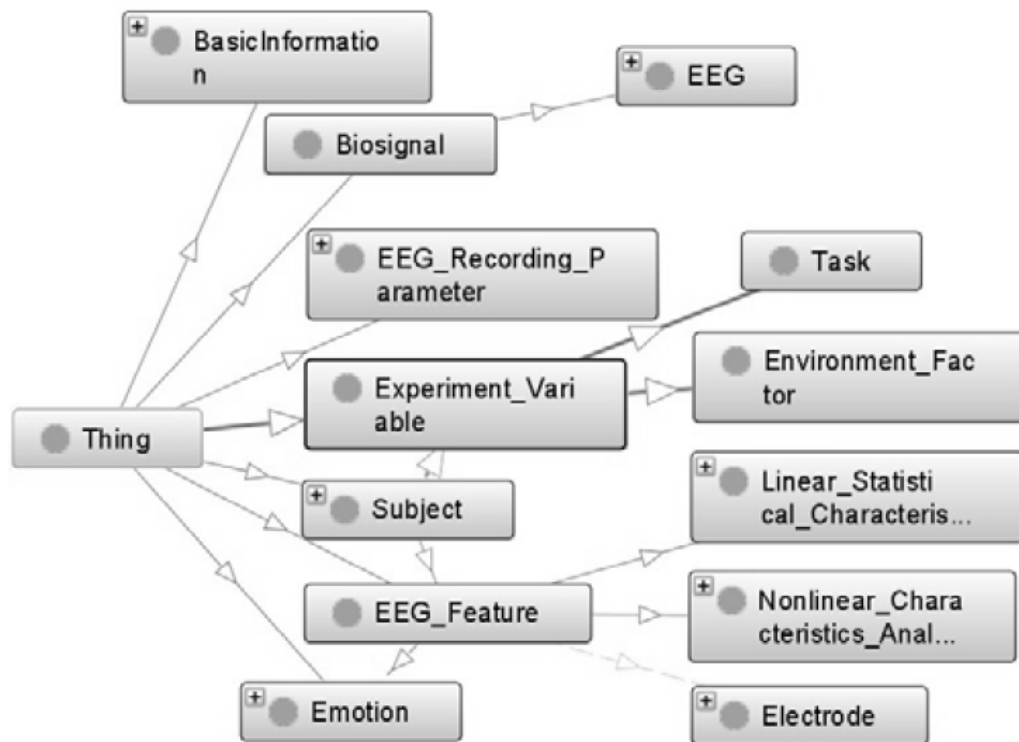 BasicInformatio
n
EEG
Biosignal
EEG_Recording_P
arameter
Task
Experiment_Vari
able
Environment_Fac
tor
Thing
Subject
Linear_Statisti
cal_Characteris...
EEG_Feature
Nonlinear_Chara
cteristics_Anal...
Emotion
Electrode